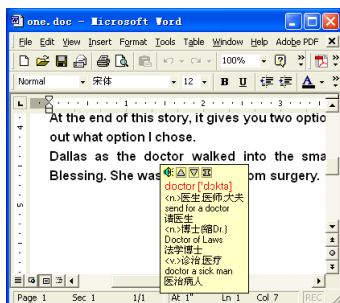 one.doc - Microsoft Word
File Edit View Insert Format Tools Table Window Help Adobe PDF
100%
Normal 宋体 12 B U A
1 2 3
At the end of this story, it gives you two optio
out what option I chose.
Dallas as the doctor walked into the sma
Blessing. She was om surgery.
doctor ['dɔktə]
<n.>医生;医师;大夫
send for a doctor
请医生
<n.>博士(缩Dr.)
Doctor of Laws
法学博士
<v.>诊治;医疗
doctor a sick man
医治病人
Page 1 Sec 1 1/1 At 1" Ln 1 Col 7 REC